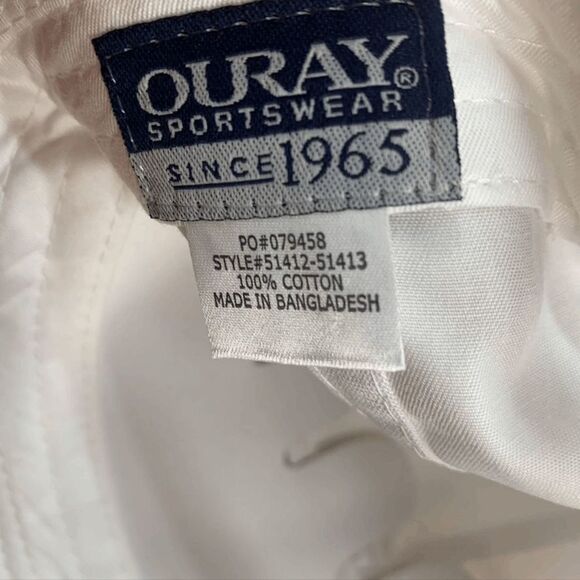 OURAY®
SPORTSWEAR
SINCE 1965
PO#079458
STYLE#51412-51413
100% COTTON
MADE IN BANGLADESH